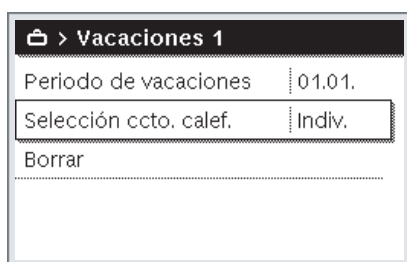 > Vacaciones 1
Periodo de vacaciones 01.01.
Selección ccto. calef. Indiv.
Borrar